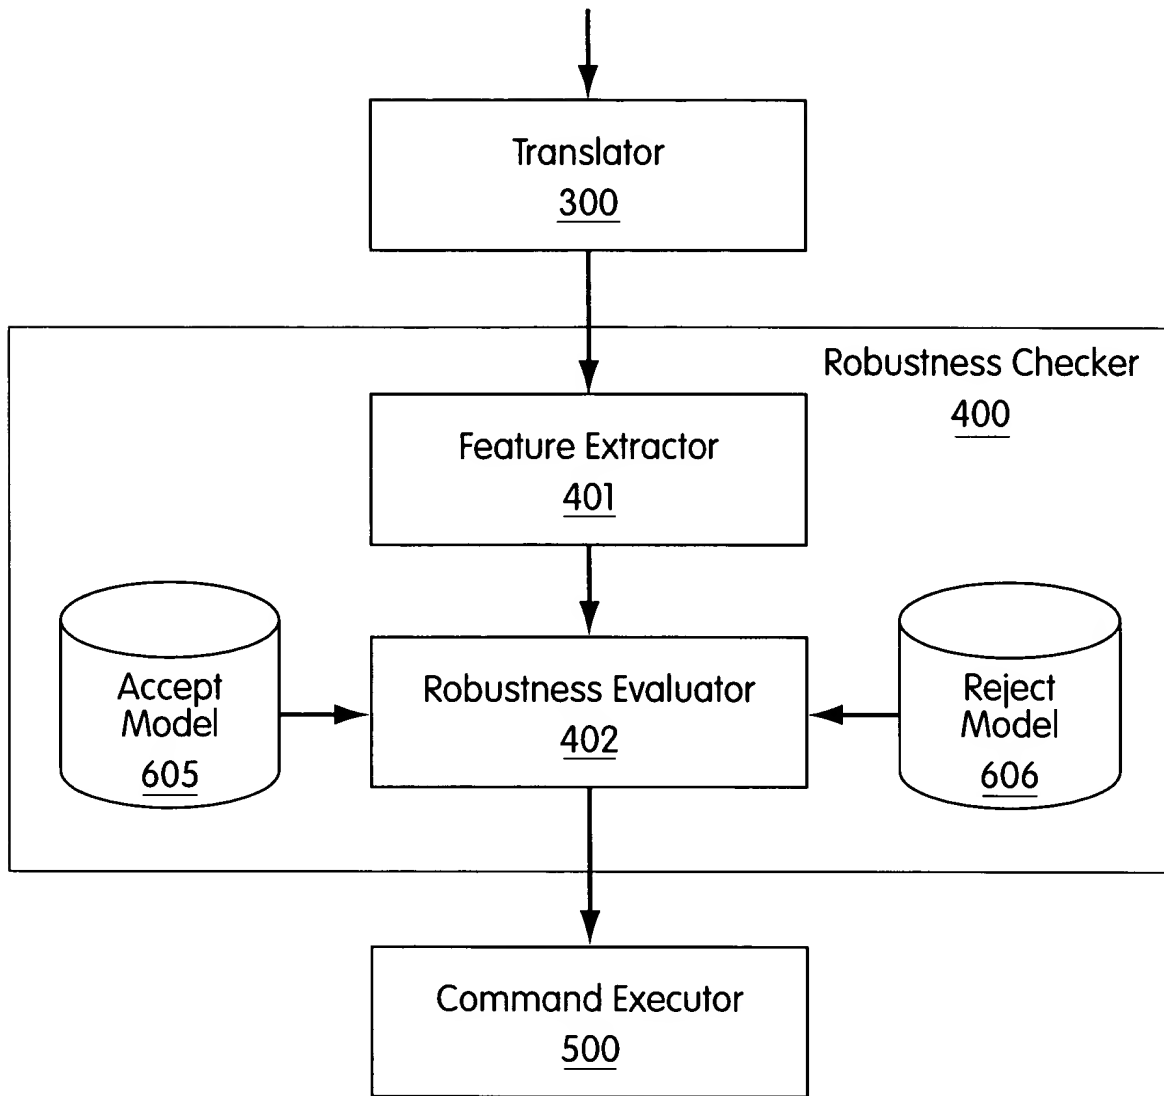 Translator
300
Robustness Checker
400
Feature Extractor
401
Accept
Model
605
Robustness Evaluator
402
Reject
Model
606
Command Executor
500